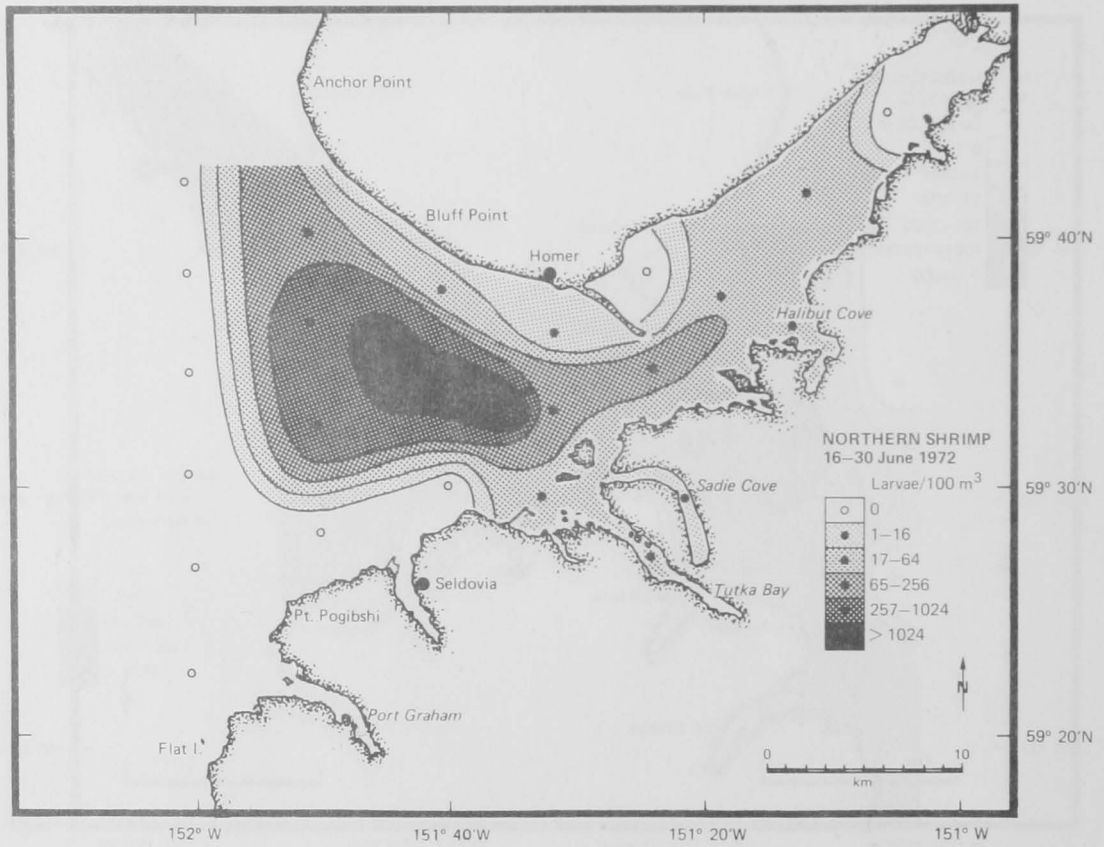 Anchor Point
Bluff Point
Homer
59° 40'N
Halibut Cove
NORTHERN SHRIMP
16–30 June 1972
Larvae/100 m³
0
1–16
17–64
65–256
257–1024
> 1024
Sadie Cove
59° 30'N
Seldovia
Tutka Bay
Pt. Pogibshi
N
Port Graham
Flat I.
59° 20'N
0 10
km
152° W
151° 40'W
151° 20'W
151° W